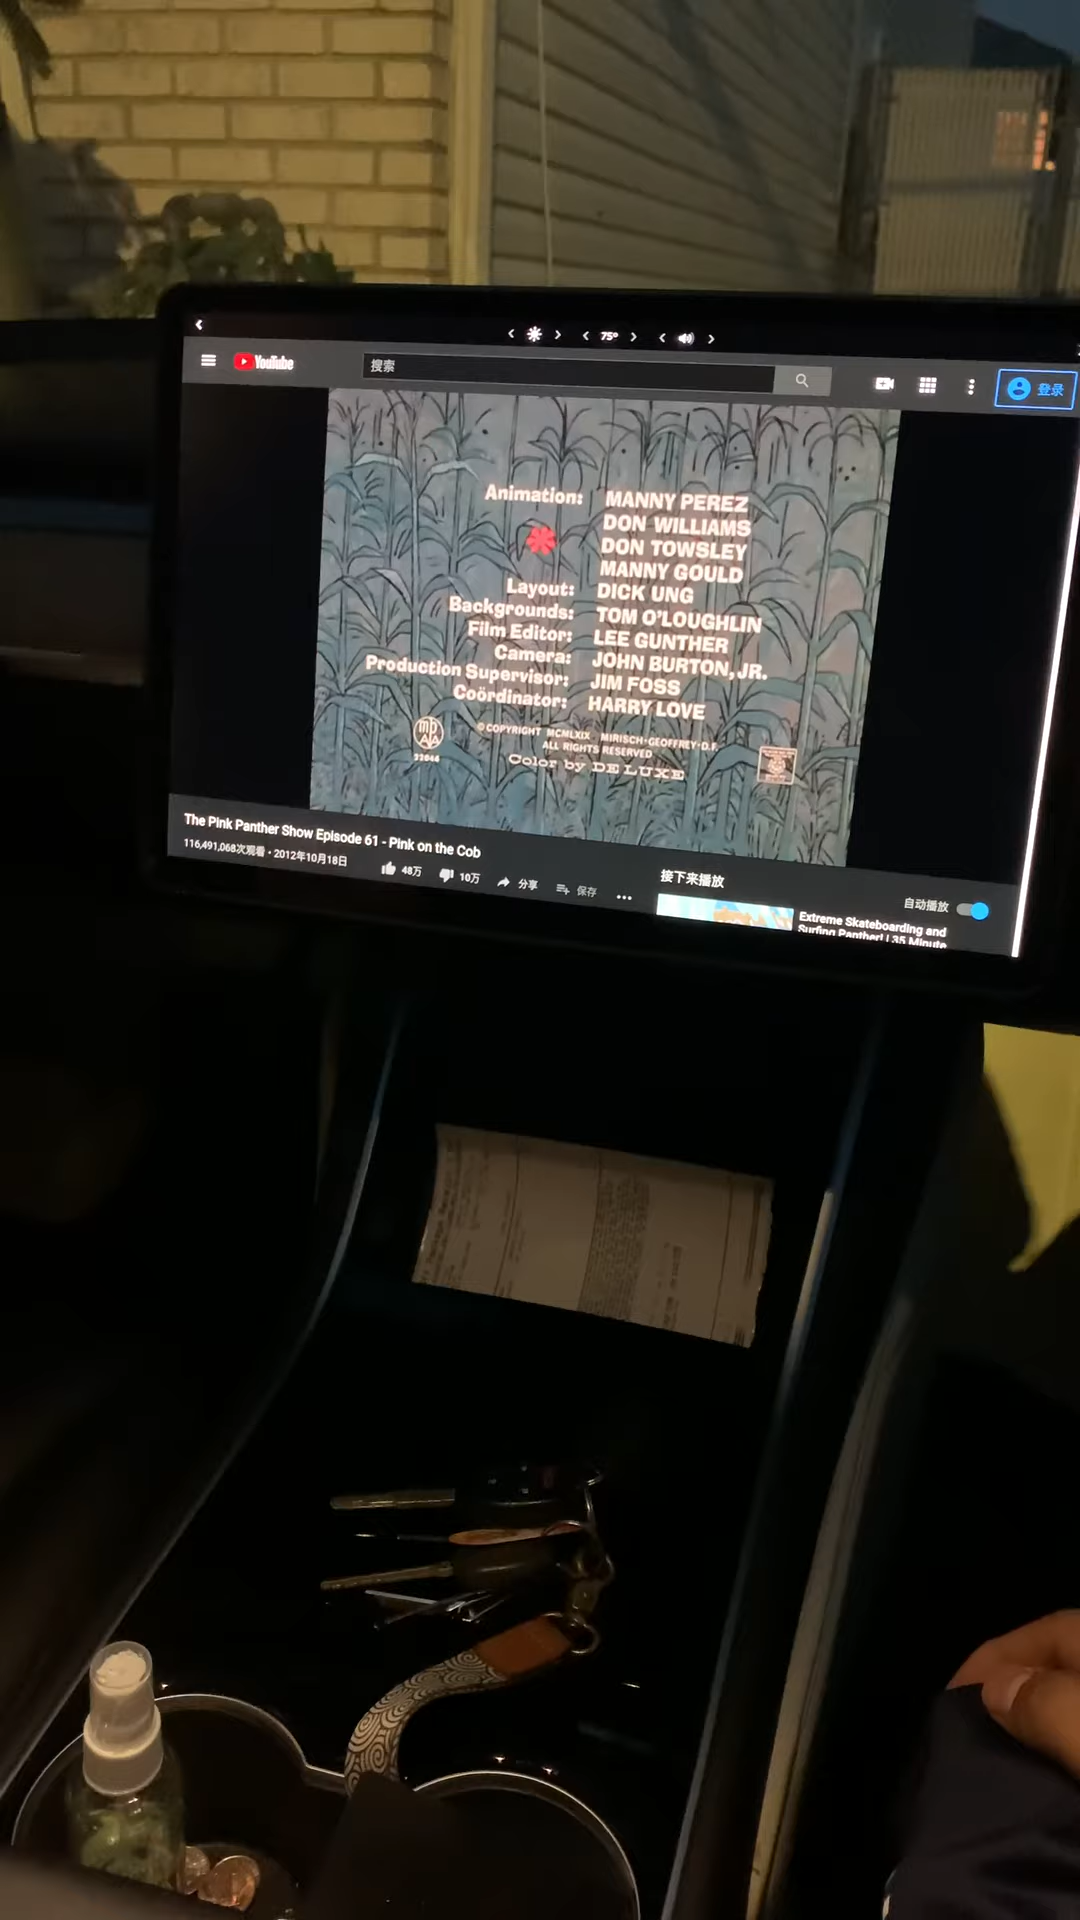 75°
YouTube
搜索
登录
Animation: MANNY PEREZ
DON WILLIAMS
DON TOWSLEY
MANNY GOULD
Layout: DICK UNG
Backgrounds: TOM O'LOUGHLIN
Film Editor: LEE GUNTHER
Camera: JOHN BURTON, JR.
Production Supervisor: JIM FOSS
Coördinator: HARRY LOVE
©COPYRIGHT MCMLXIX MIRISCH-GEOFFREY-D.F.
ALL RIGHTS RESERVED
Color by DE LUXE
22046
The Pink Panther Show Episode 61 - Pink on the Cob
116,491,068次观看 • 2012年10月18日
48万
10万
分享
保存
接下来播放
自动播放
Extreme Skateboarding and
Surfing Panther! | 35 Minute